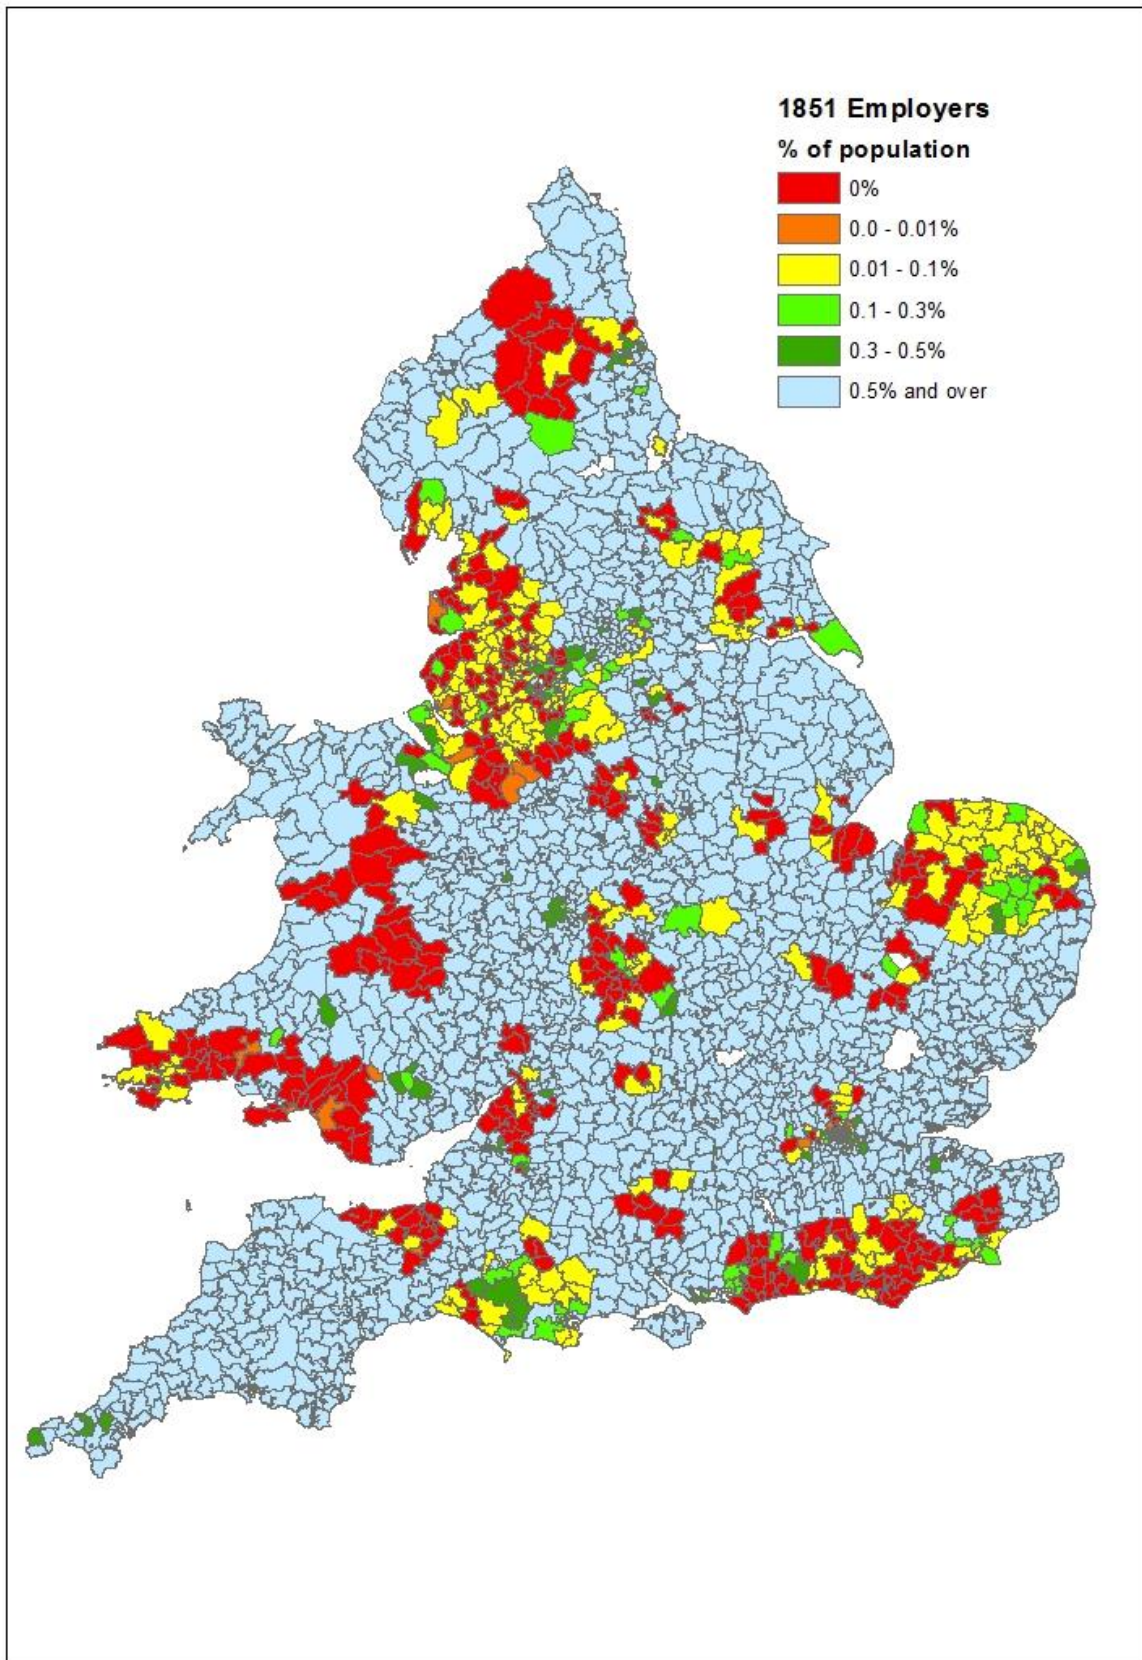 1851 Employers
% of population
0%
0.0 - 0.01%
0.01 - 0.1%
0.1 - 0.3%
0.3 - 0.5%
0.5% and over